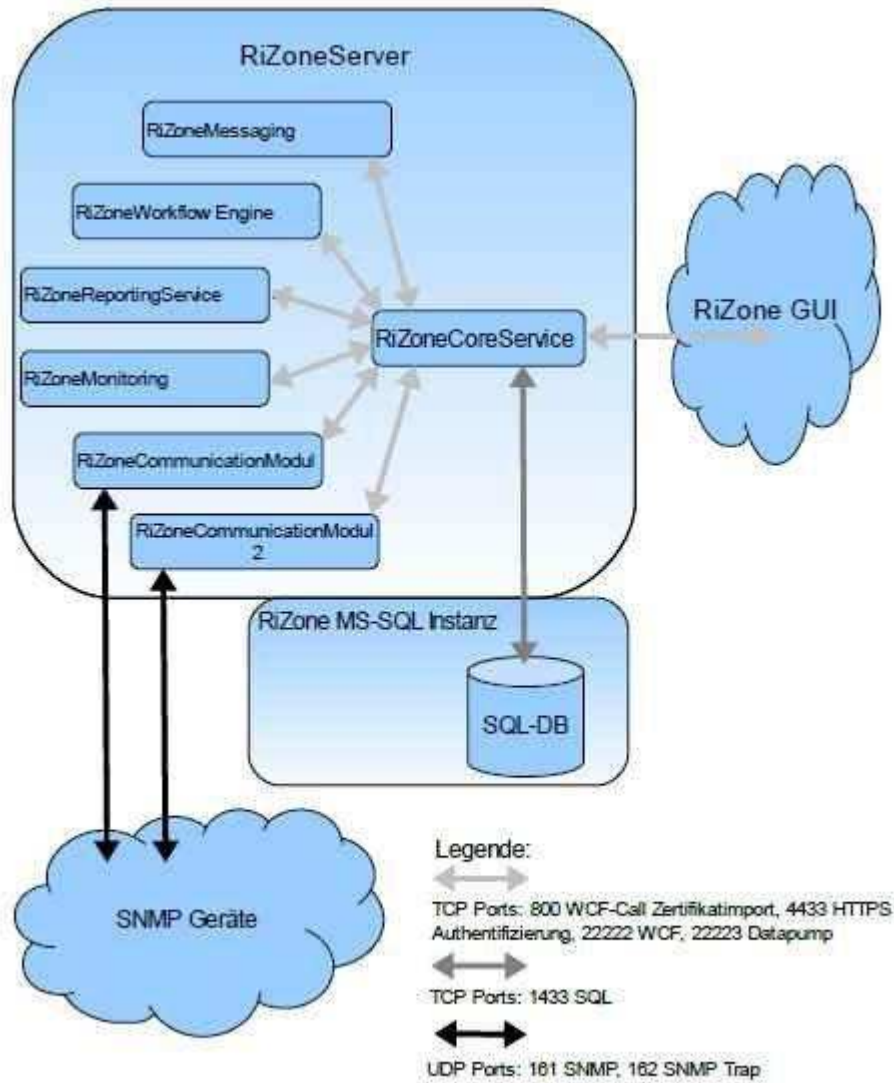 RiZoneServer
RiZoneMessaging
RiZoneWorkflow Engine
RiZoneReportingService
RiZoneCoreService
RiZone GUI
RiZoneMonitoring
RiZoneCommunicationModul
RiZoneCommunicationModul
2
RiZone MS-SQL Instanz
SQL-DB
SNMP Geräte
Legende:
TCP Ports: 800 WCF-Call Zertifikatimport, 4433 HTTPS
Authentifizierung, 22222 WCF, 22223 Datapump
TCP Ports: 1433 SQL
UDP Ports: 161 SNMP, 162 SNMP Trap